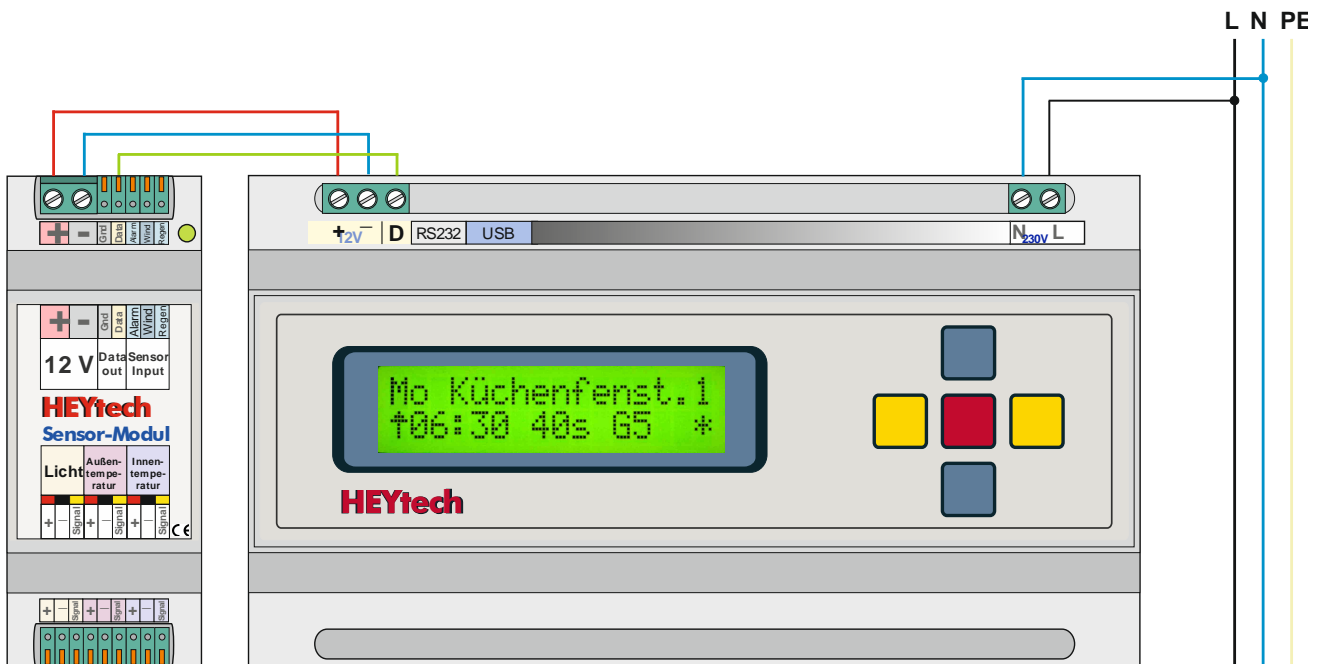 L N PE
+ - Gnd Data Alarm Wind Regen
+ 12V - D RS232 USB
N 230V L
+ - Gnd Data Alarm Wind Regen
12 V Data out Sensor Input
HEYtech
Sensor-Modul
Licht Außen-tempe-ratur Innen-tempe-ratur
+ - Signal + - Signal + - Signal CE
Mo Küchenfenst.1
↑06:30 40s G5 *
HEYtech
+ - Signal + - Signal + - Signal